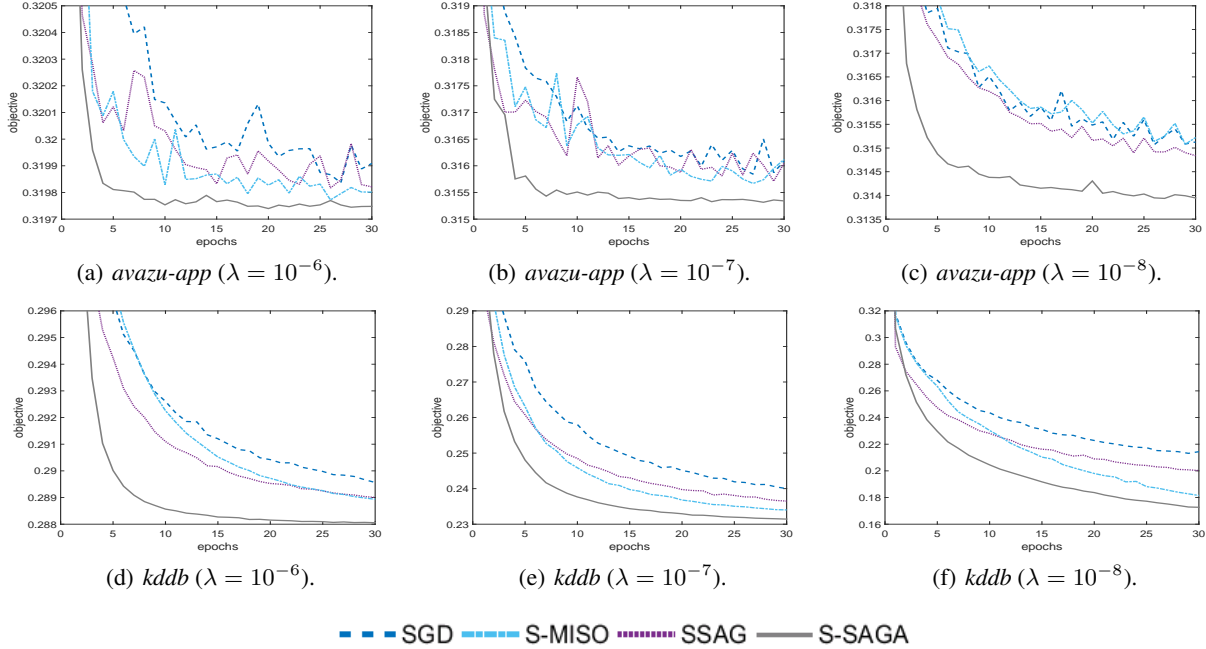 0.3205
0.3204
0.3203
0.3202
0.3201
0.32
0.3199
0.3198
0.3197
objective
0 5 10 15 20 25 30
epochs
(a) avazu-app (λ = 10⁻⁶).
0.319
0.3185
0.318
0.3175
0.317
0.3165
0.316
0.3155
0.315
objective
0 5 10 15 20 25 30
epochs
(b) avazu-app (λ = 10⁻⁷).
0.318
0.3175
0.317
0.3165
0.316
0.3155
0.315
0.3145
0.314
0.3135
objective
0 5 10 15 20 25 30
epochs
(c) avazu-app (λ = 10⁻⁸).
0.296
0.295
0.294
0.293
0.292
0.291
0.29
0.289
0.288
objective
0 5 10 15 20 25 30
epochs
(d) kddb (λ = 10⁻⁶).
0.29
0.28
0.27
0.26
0.25
0.24
0.23
objective
0 5 10 15 20 25 30
epochs
(e) kddb (λ = 10⁻⁷).
0.32
0.3
0.28
0.26
0.24
0.22
0.2
0.18
0.16
objective
0 5 10 15 20 25 30
epochs
(f) kddb (λ = 10⁻⁸).
SGD S-MISO SSAG S-SAGA